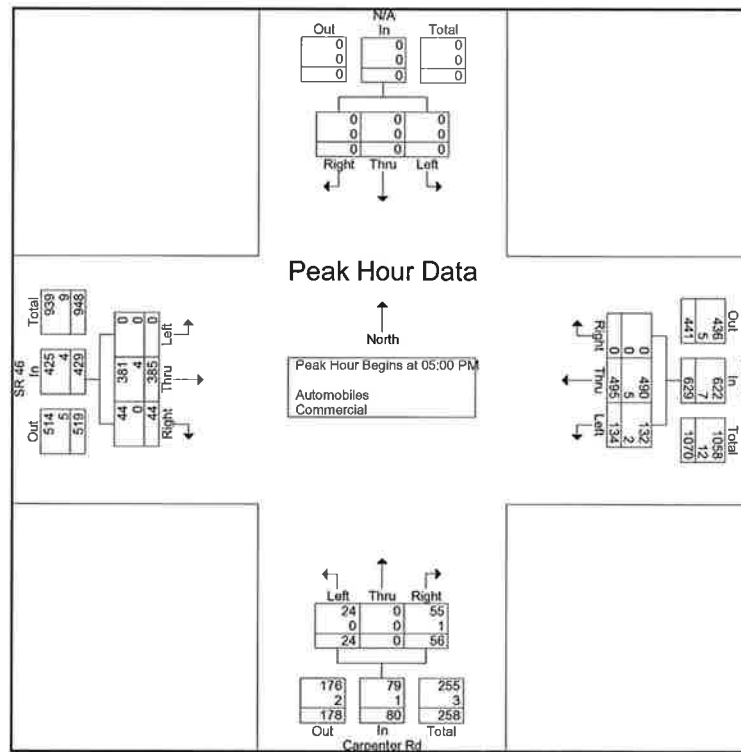 N/A
Out In Total
0 0 0
0 0 0
0 0 0
0 0 0
0 0 0
0 0 0
Right Thru Left
Peak Hour Data
North
Peak Hour Begins at 05:00 PM
Automobiles
Commercial
SR 46
Total
939 9 948
In
425 4 429
Out
514 5 519
Left
0 0 0
Thru
381 4 385
Right
44 0 44
Right
0 0 0
Thru
490 5 495
Left
132 2 134
Out
436 5 441
In
622 7 629
Total
1058 12 1070
Left Thru Right
24 0 55
0 0 1
24 0 56
176 79 255
2 1 3
178 80 258
Out In Total
Carpenter Rd